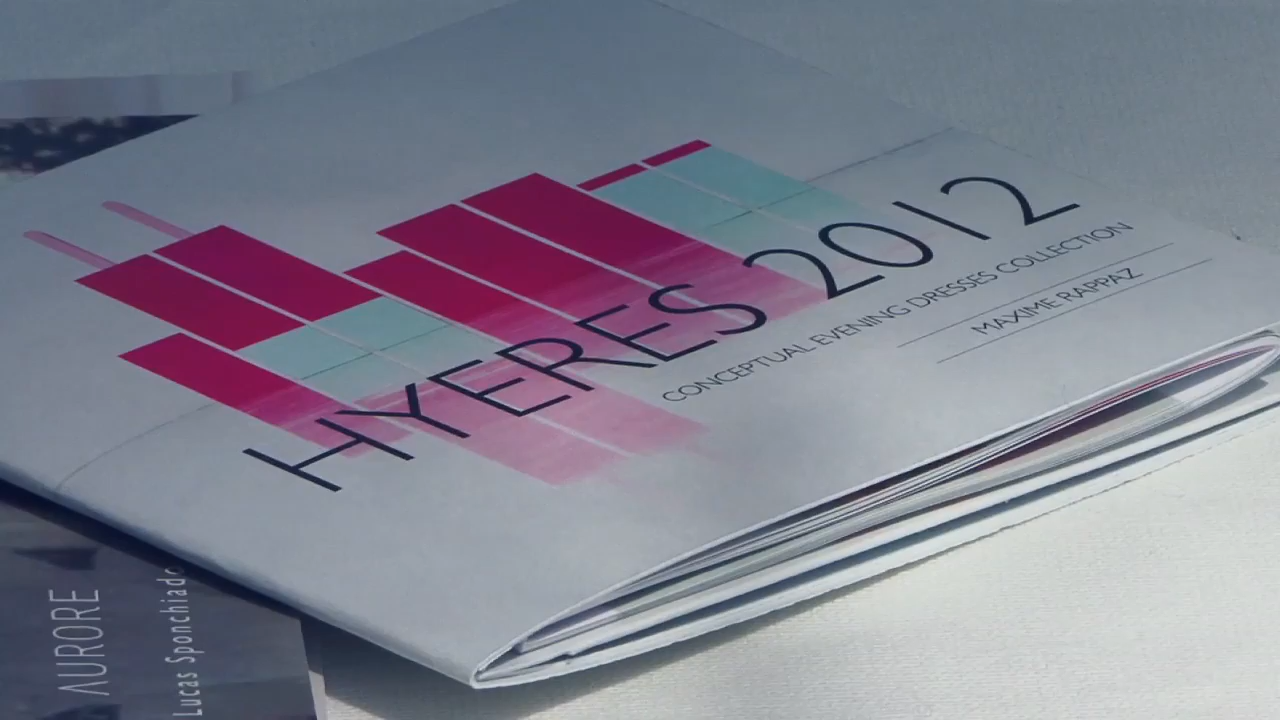 HYERES 2012
CONCEPTUAL EVENING DRESSES COLLECTION
MAXIME RAPPAZ
AURORE
Lucas Sponchiado